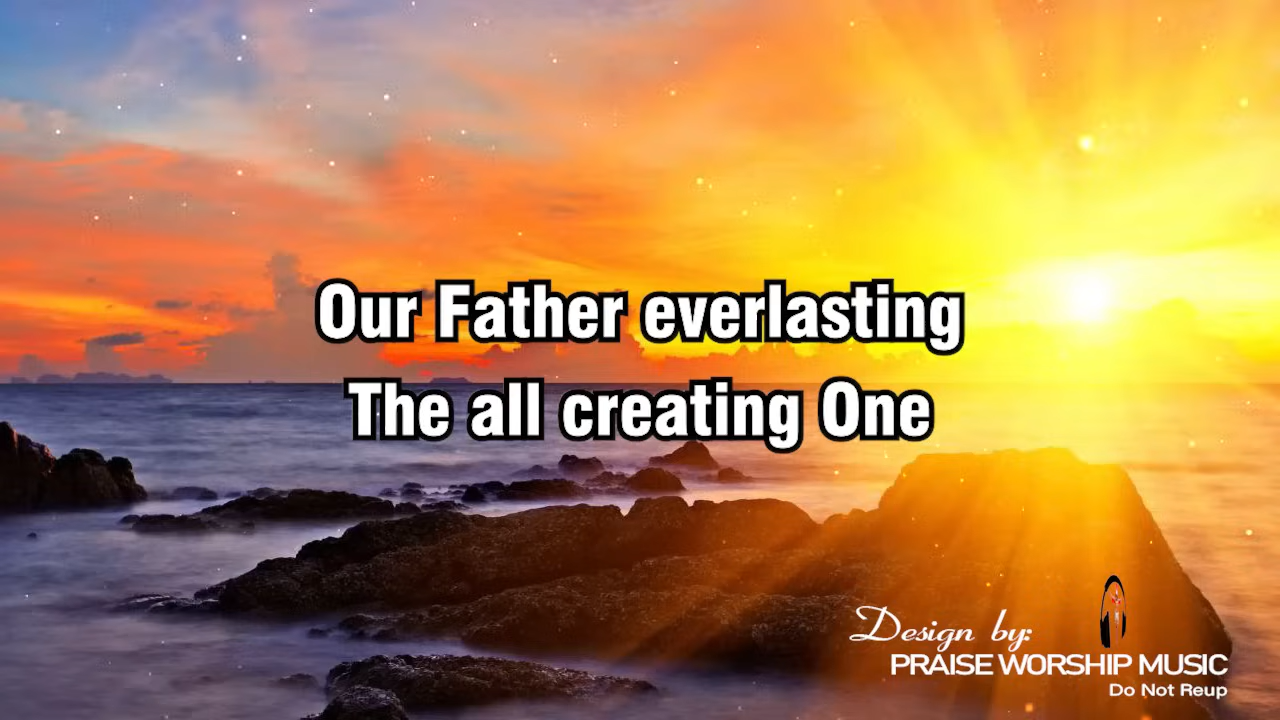 Our Father everlasting
The all creating One
Design by:
PRAISE WORSHIP MUSIC
Do Not Reup